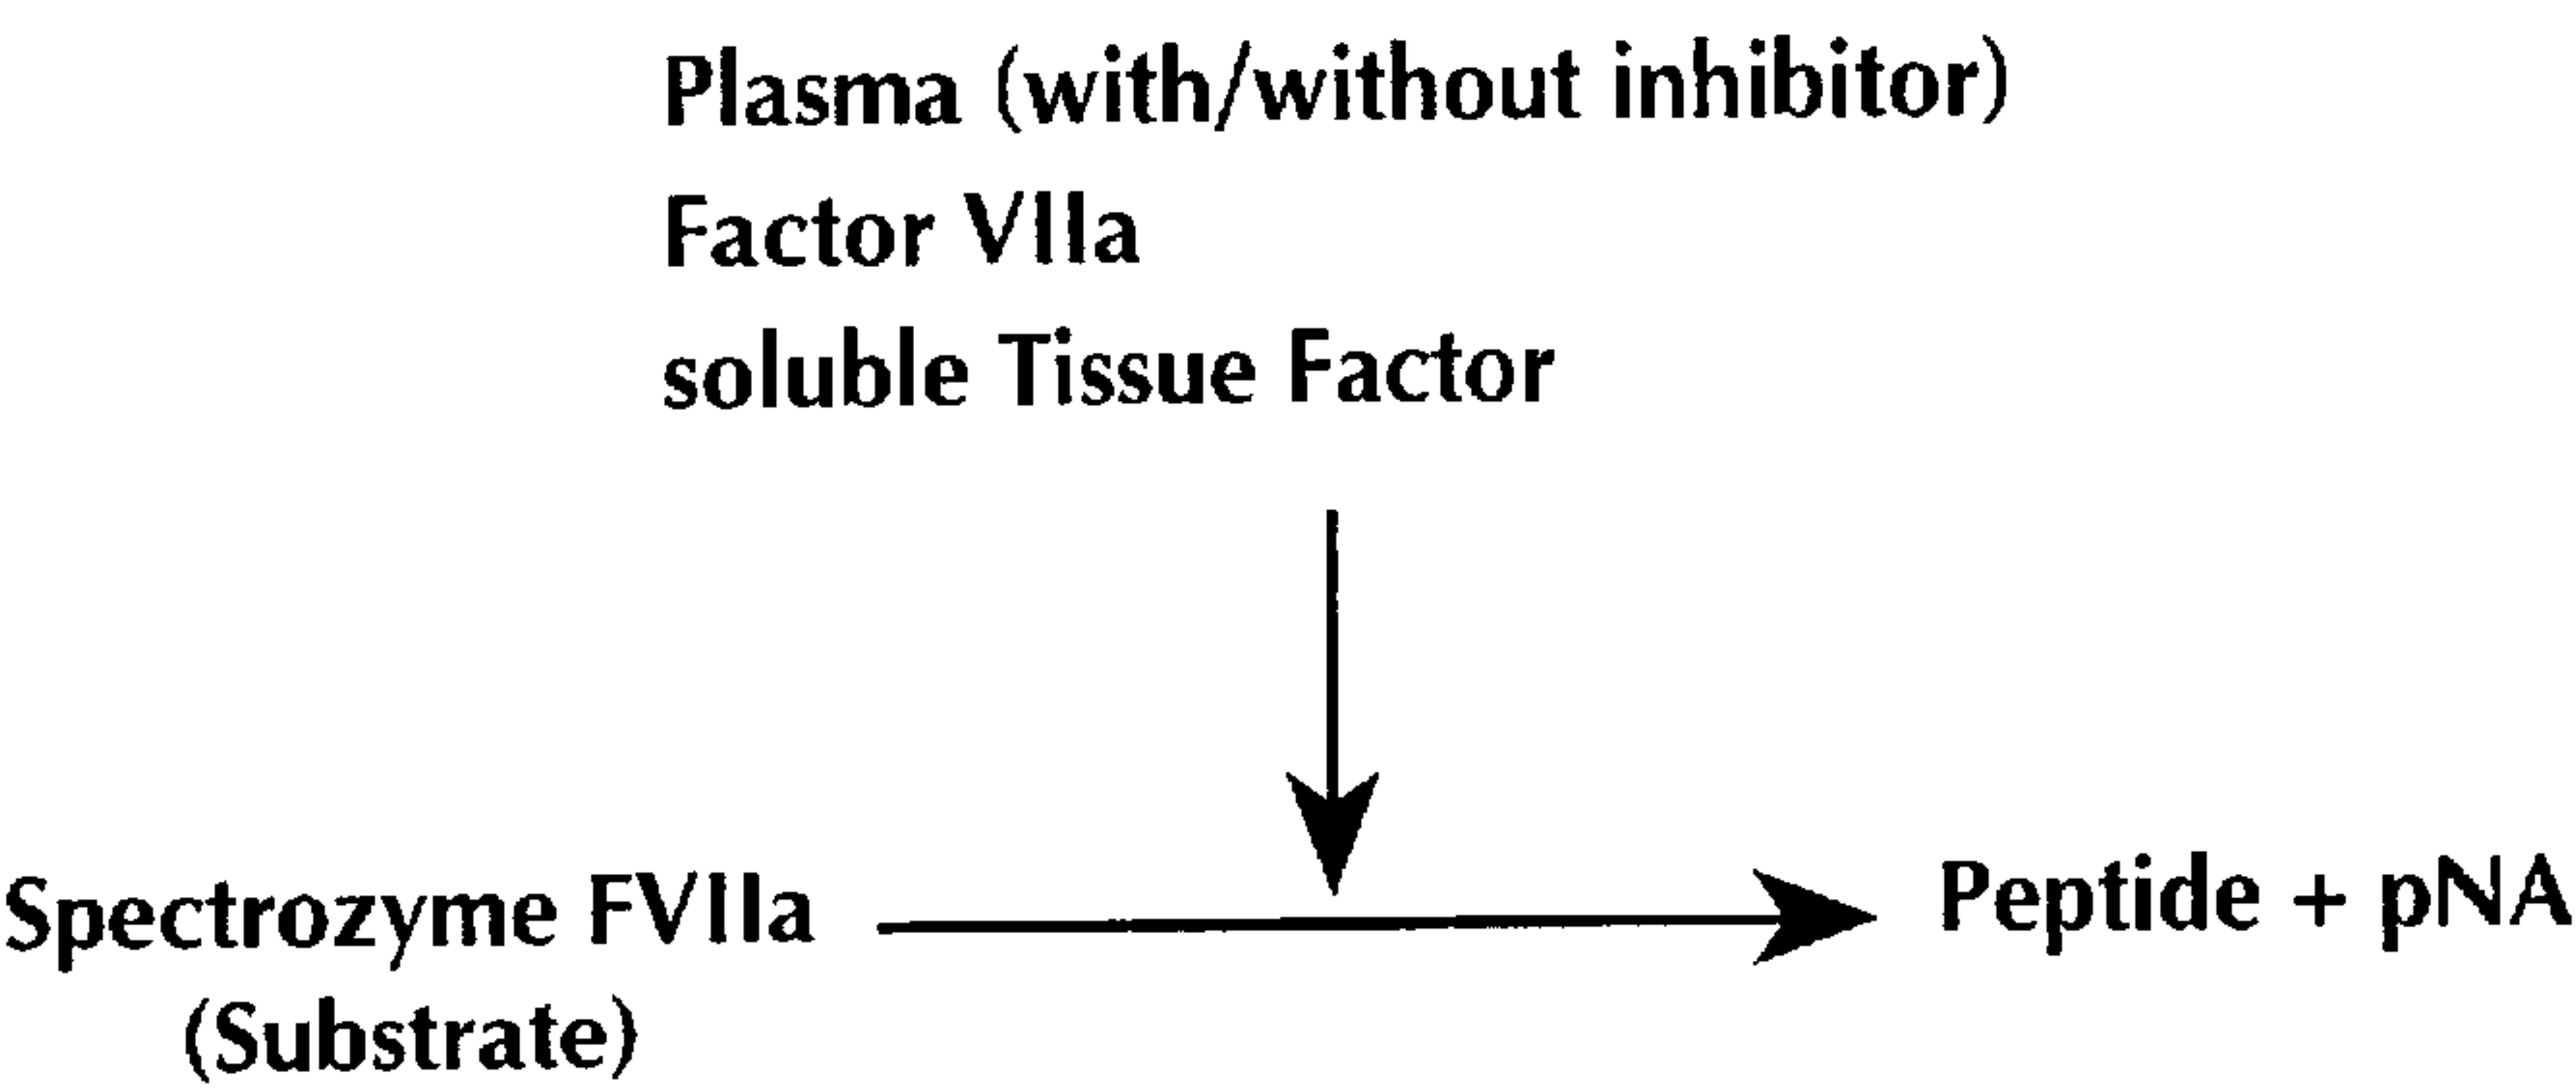 Plasma (with/without inhibitor)
Factor VIIa
soluble Tissue Factor
Spectrozyme FVIIa
Peptide + pNA
(Substrate)